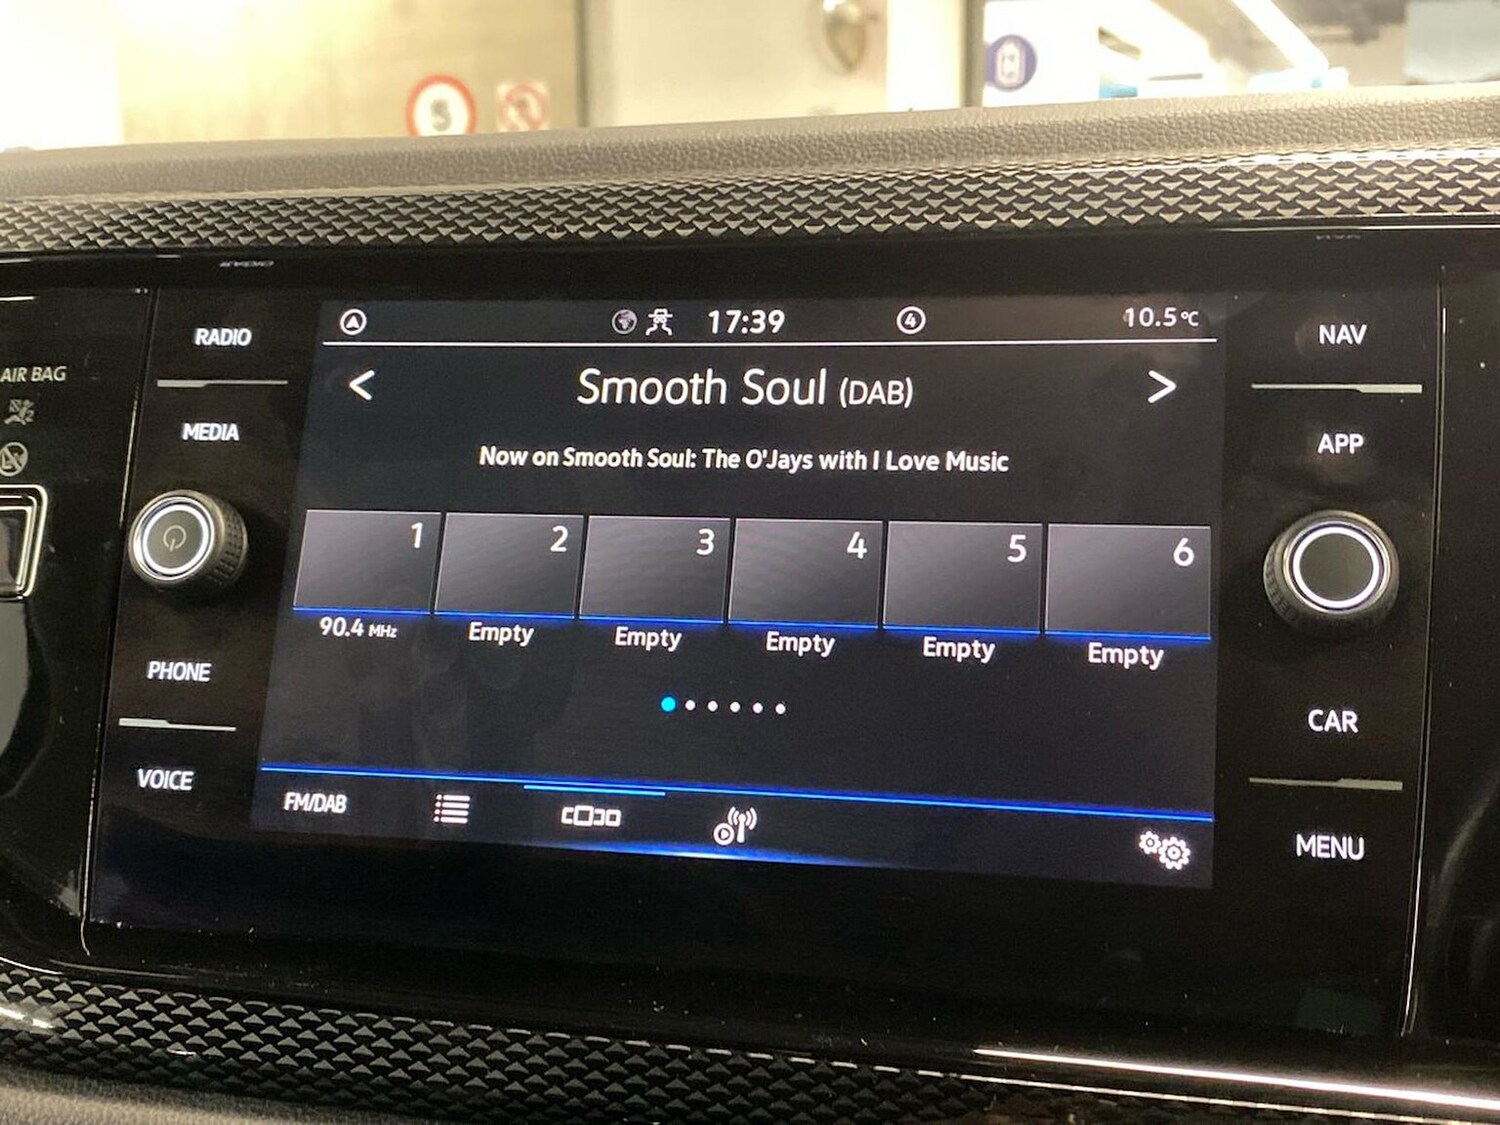 5
RADIO
MEDIA
AIR BAG
PHONE
VOICE
17:39
4
10.5°C
Smooth Soul (DAB)
Now on Smooth Soul: The O'Jays with I Love Music
1 2 3 4 5 6
90.4 MHz Empty Empty Empty Empty Empty
FM/DAB
NAV
APP
CAR
MENU